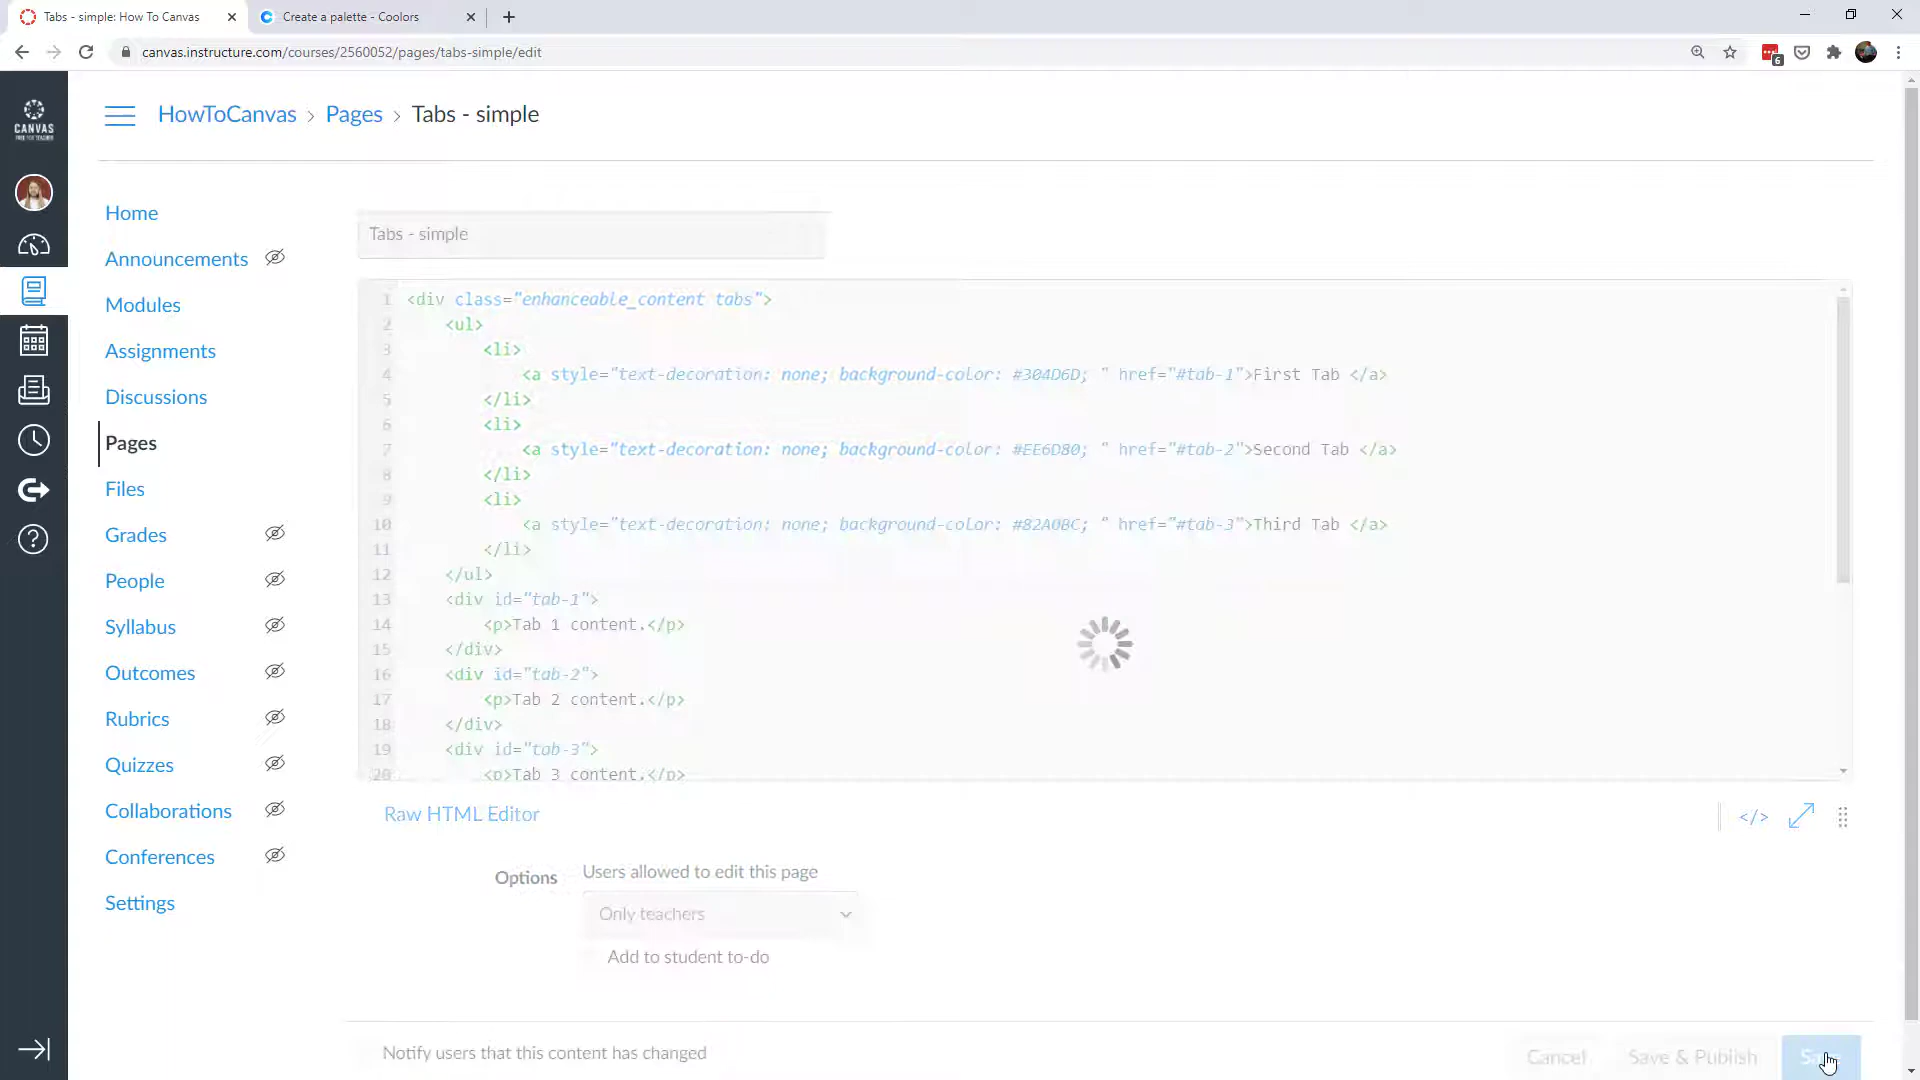 Tabs - simple: How To Canvas
Create a palette - Coolors
canvas.instructure.com/courses/2560052/pages/tabs-simple/edit
6
CANVAS
FREE FOR TEACHER
HowToCanvas > Pages > Tabs - simple
Home
Announcements
Modules
Assignments
Discussions
Pages
Files
Grades
People
Syllabus
Outcomes
Rubrics
Quizzes
Collaborations
Conferences
Settings
Tabs - simple
1 <div class="enhanceable_content tabs">
2 <ul>
3 <li>
4 <a style="text-decoration: none; background-color: #304D6D; " href="#tab-1">First Tab </a>
5 </li>
6 <li>
7 <a style="text-decoration: none; background-color: #EE6D80; " href="#tab-2">Second Tab </a>
8 </li>
9 <li>
10 <a style="text-decoration: none; background-color: #82A0BC; " href="#tab-3">Third Tab </a>
11 </li>
12 </ul>
13 <div id="tab-1">
14 <p>Tab 1 content.</p>
15 </div>
16 <div id="tab-2">
17 <p>Tab 2 content.</p>
18 </div>
19 <div id="tab-3">
20 <p>Tab 3 content.</p>
Raw HTML Editor
</>
Options
Users allowed to edit this page
Only teachers
Add to student to-do
Notify users that this content has changed
Cancel
Save & Publish